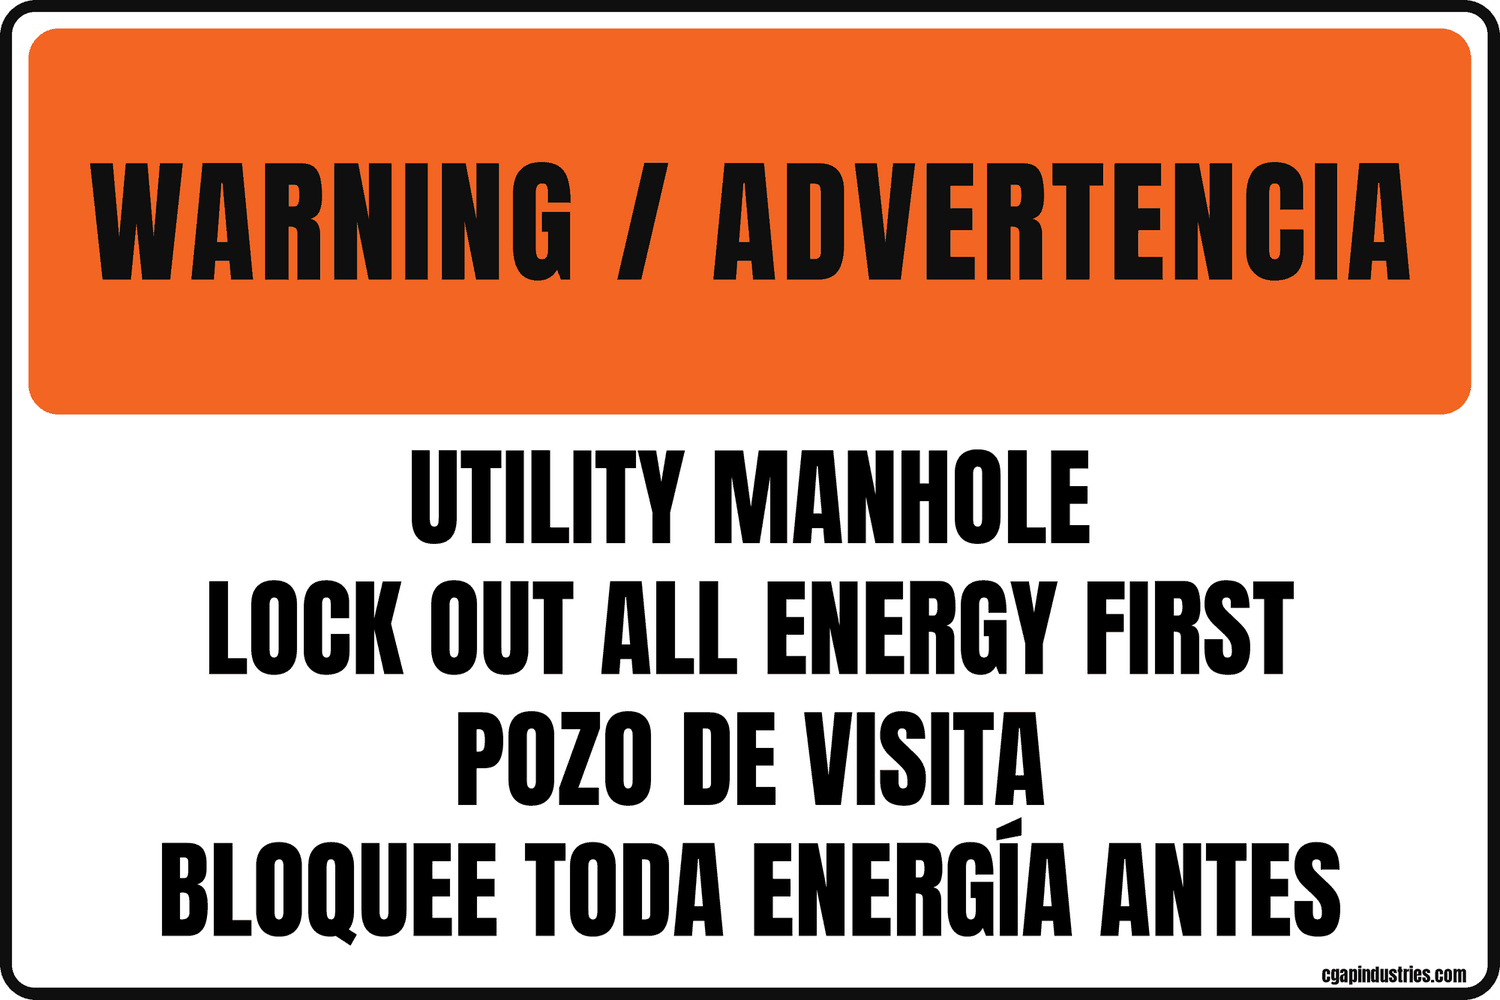 WARNING / ADVERTENCIA
UTILITY MANHOLE
LOCK OUT ALL ENERGY FIRST
POZO DE VISITA
BLOQUEE TODA ENERGÍA ANTES
cgapindustries.com